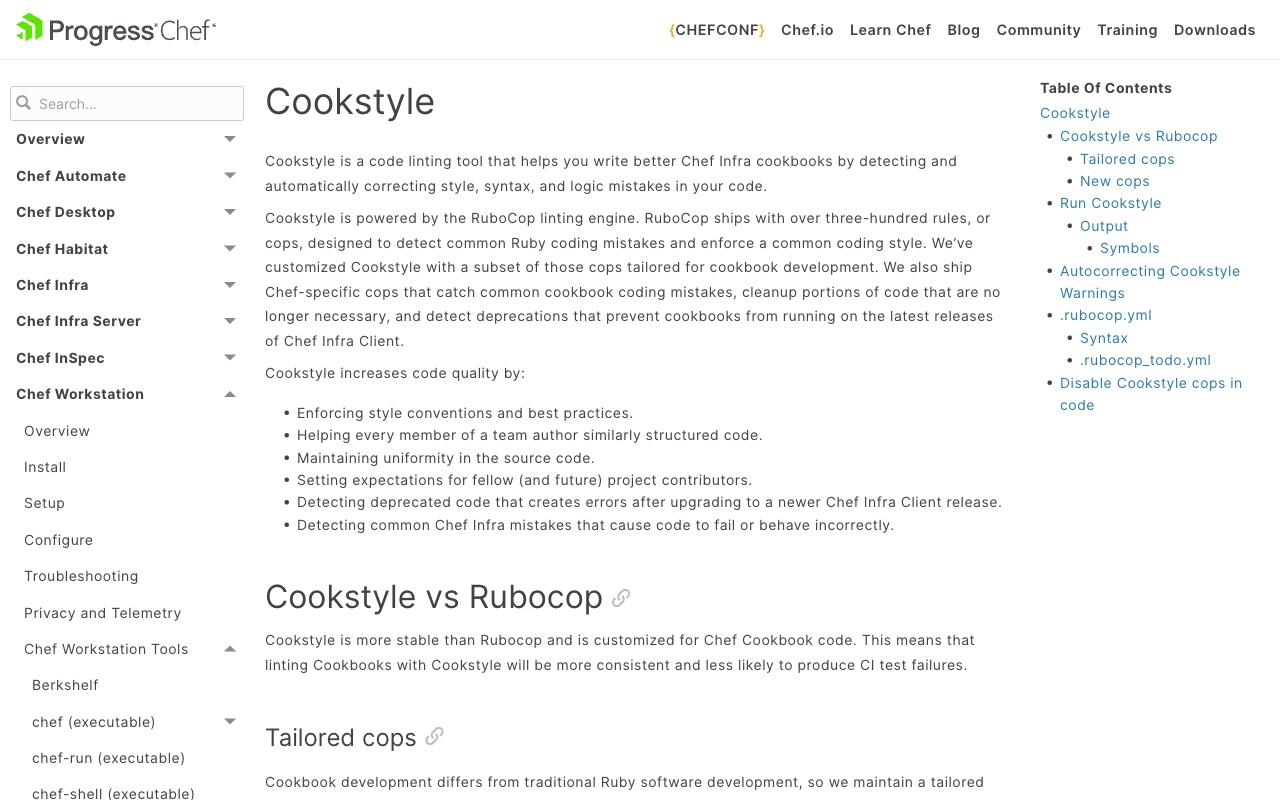 Progress Chef
{CHEFCONF} Chef.io Learn Chef Blog Community Training Downloads
Search...
Overview
Chef Automate
Chef Desktop
Chef Habitat
Chef Infra
Chef Infra Server
Chef InSpec
Chef Workstation
Overview
Install
Setup
Configure
Troubleshooting
Privacy and Telemetry
Chef Workstation Tools
Berkshelf
chef (executable)
chef-run (executable)
chef-shell (executable)
Cookstyle
Cookstyle is a code linting tool that helps you write better Chef Infra cookbooks by detecting and
automatically correcting style, syntax, and logic mistakes in your code.
Cookstyle is powered by the RuboCop linting engine. RuboCop ships with over three-hundred rules, or
cops, designed to detect common Ruby coding mistakes and enforce a common coding style. We’ve
customized Cookstyle with a subset of those cops tailored for cookbook development. We also ship
Chef-specific cops that catch common cookbook coding mistakes, cleanup portions of code that are no
longer necessary, and detect deprecations that prevent cookbooks from running on the latest releases
of Chef Infra Client.
Cookstyle increases code quality by:
• Enforcing style conventions and best practices.
• Helping every member of a team author similarly structured code.
• Maintaining uniformity in the source code.
• Setting expectations for fellow (and future) project contributors.
• Detecting deprecated code that creates errors after upgrading to a newer Chef Infra Client release.
• Detecting common Chef Infra mistakes that cause code to fail or behave incorrectly.
Cookstyle vs Rubocop
Cookstyle is more stable than Rubocop and is customized for Chef Cookbook code. This means that
linting Cookbooks with Cookstyle will be more consistent and less likely to produce CI test failures.
Tailored cops
Cookbook development differs from traditional Ruby software development, so we maintain a tailored
Table Of Contents
Cookstyle
• Cookstyle vs Rubocop
• Tailored cops
• New cops
• Run Cookstyle
• Output
• Symbols
• Autocorrecting Cookstyle
Warnings
• .rubocop.yml
• Syntax
• .rubocop_todo.yml
• Disable Cookstyle cops in
code